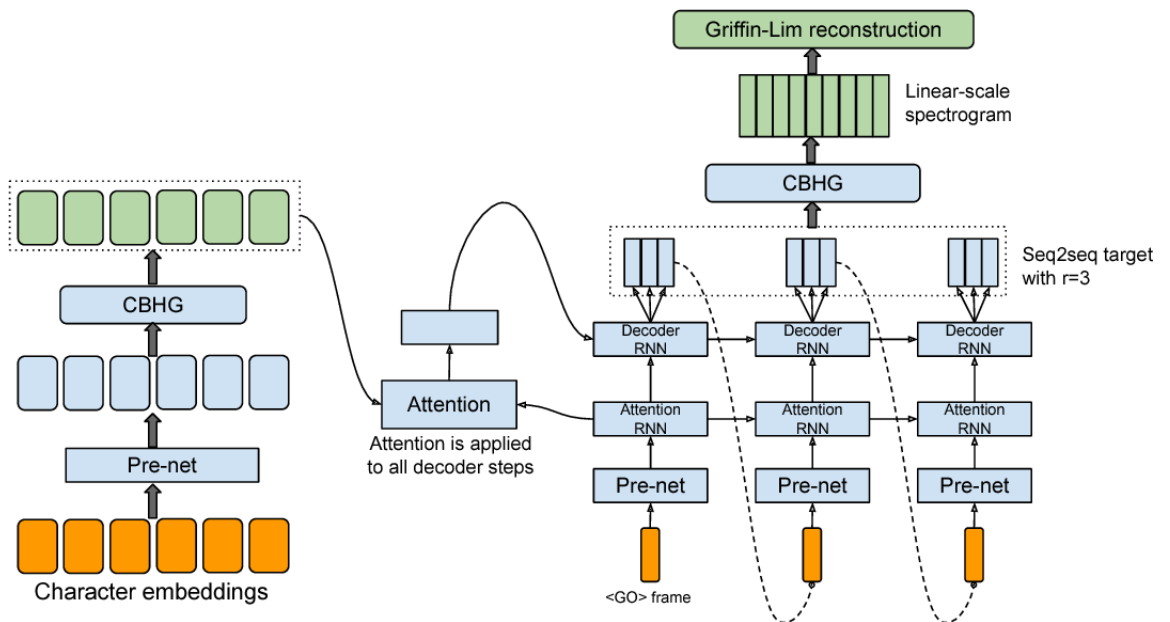 Griffin-Lim reconstruction
Linear-scale
spectrogram
CBHG
Seq2seq target
with r=3
CBHG
Decoder
RNN
Decoder
RNN
Decoder
RNN
Attention
Attention
RNN
Attention
RNN
Attention
RNN
Attention is applied
to all decoder steps
Pre-net
Pre-net
Pre-net
Pre-net
Character embeddings
<GO> frame